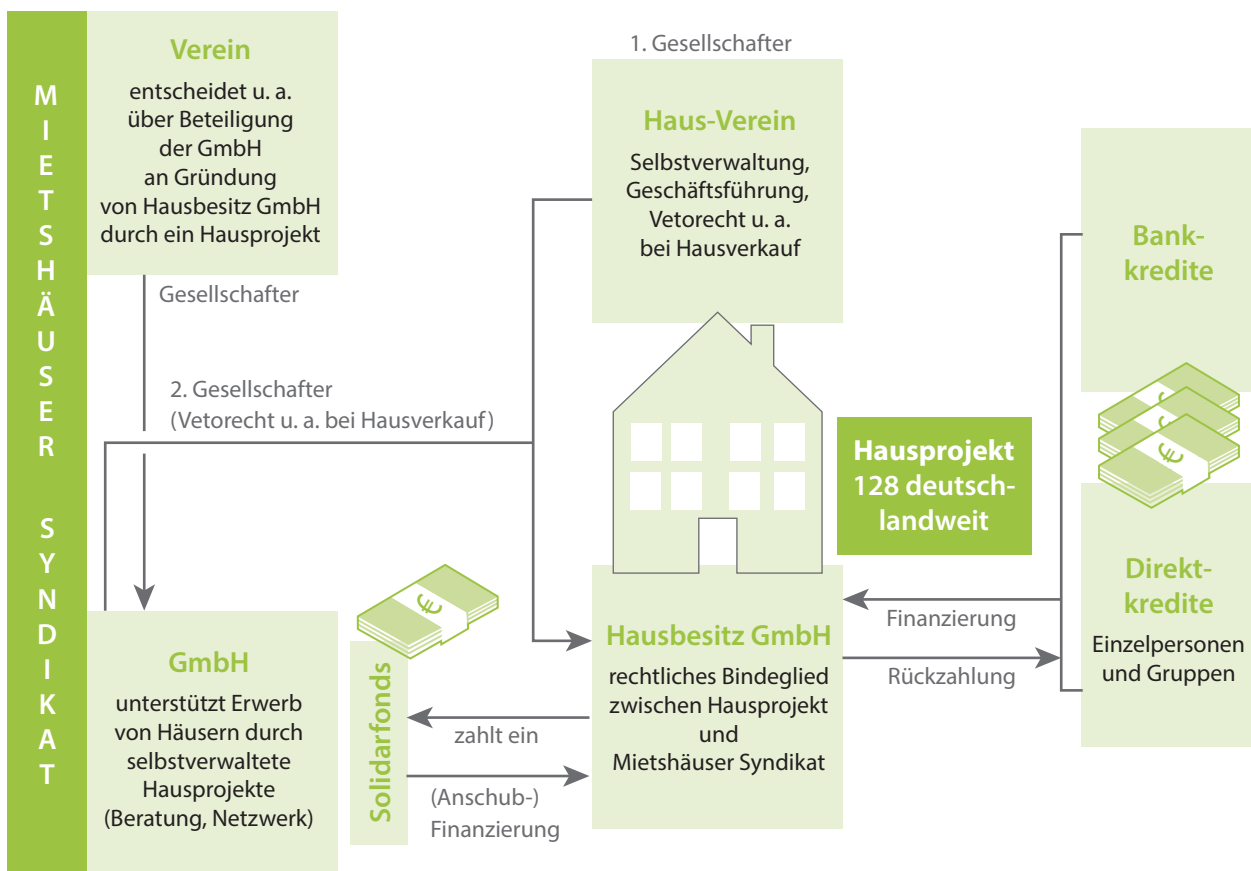 MIETSHÄUSER SYNDIKAT
Verein
entscheidet u. a.
über Beteiligung
der GmbH
an Gründung
von Hausbesitz GmbH
durch ein Hausprojekt
Gesellschafter
2. Gesellschafter
(Vetorecht u. a. bei Hausverkauf)
GmbH
unterstützt Erwerb
von Häusern durch
selbstverwaltete
Hausprojekte
(Beratung, Netzwerk)
€
Solidarfonds
zahlt ein
(Anschub-)
Finanzierung
1. Gesellschafter
Haus-Verein
Selbstverwaltung,
Geschäftsführung,
Vetorecht u. a.
bei Hausverkauf
Hausprojekt
128 deutsch-
landweit
Hausbesitz GmbH
rechtliches Bindeglied
zwischen Hausprojekt
und
Mietshäuser Syndikat
Finanzierung
Rückzahlung
Bank-
kredite
€
€
€
Direkt-
kredite
Einzelpersonen
und Gruppen